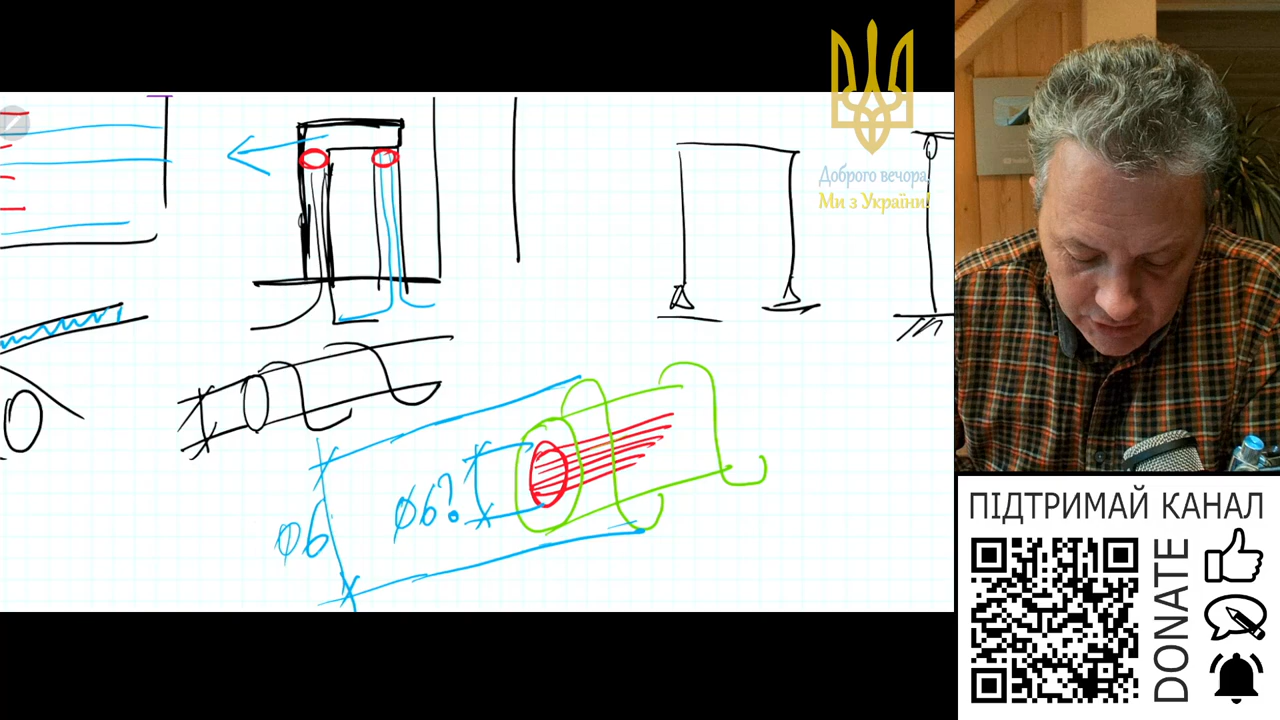 Доброго вечора,
Ми з України!
ø6
ø6?
ПІДТРИМАЙ КАНАЛ
DONATE